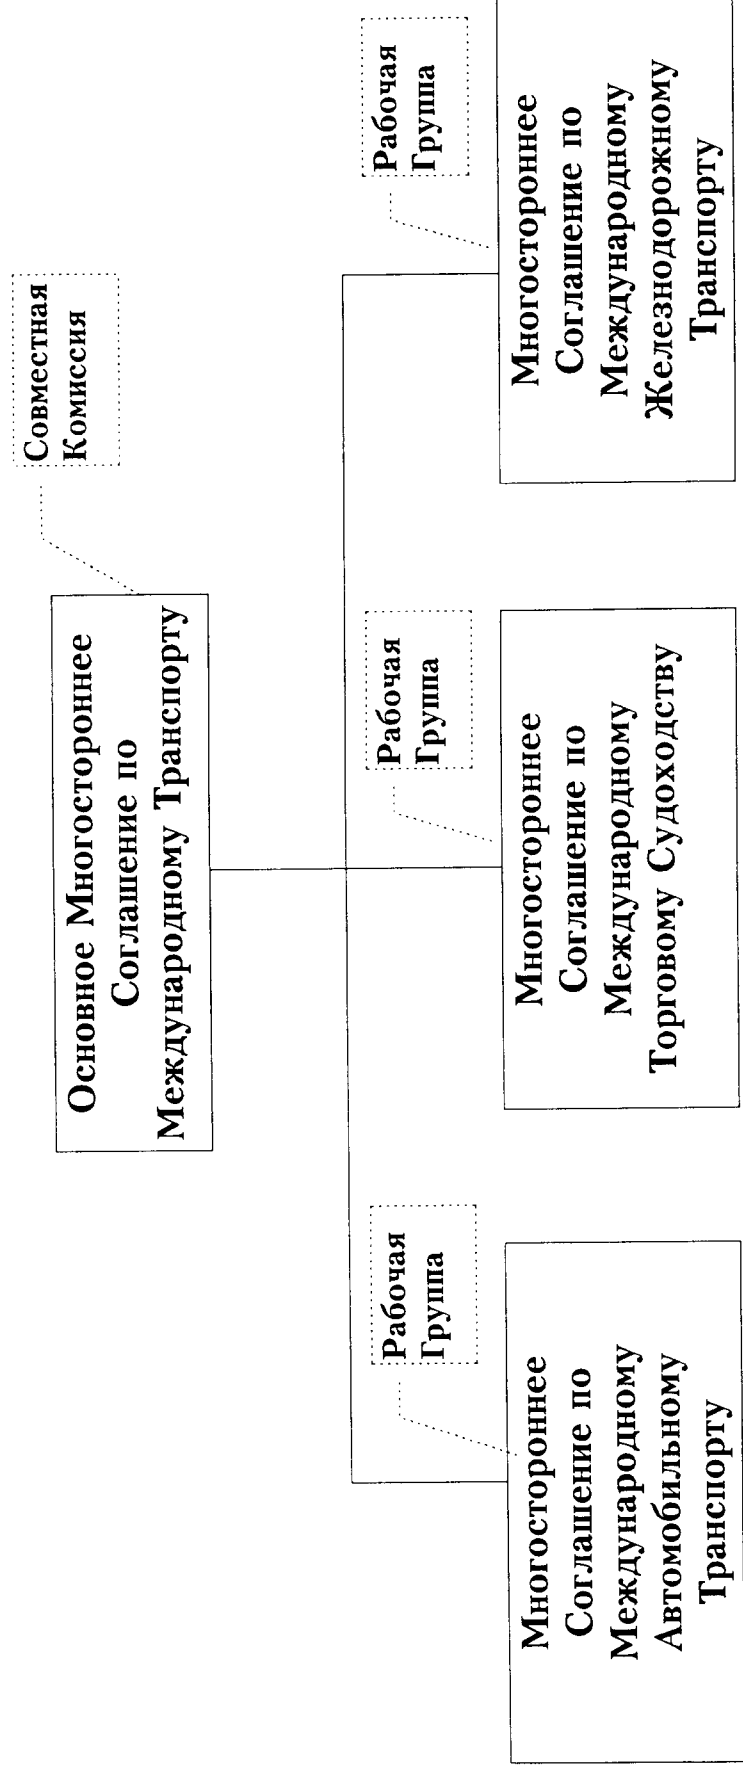 Совместная
Комиссия
Основное Многостороннее
Соглашение по
Международному Транспорту
Рабочая
Группа
Рабочая
Группа
Рабочая
Группа
Многостороннее
Соглашение по
Международному
Автомобильному
Транспорту
Многостороннее
Соглашение по
Международному
Торговому Судоходству
Многостороннее
Соглашение по
Международному
Железнодорожному
Транспорту